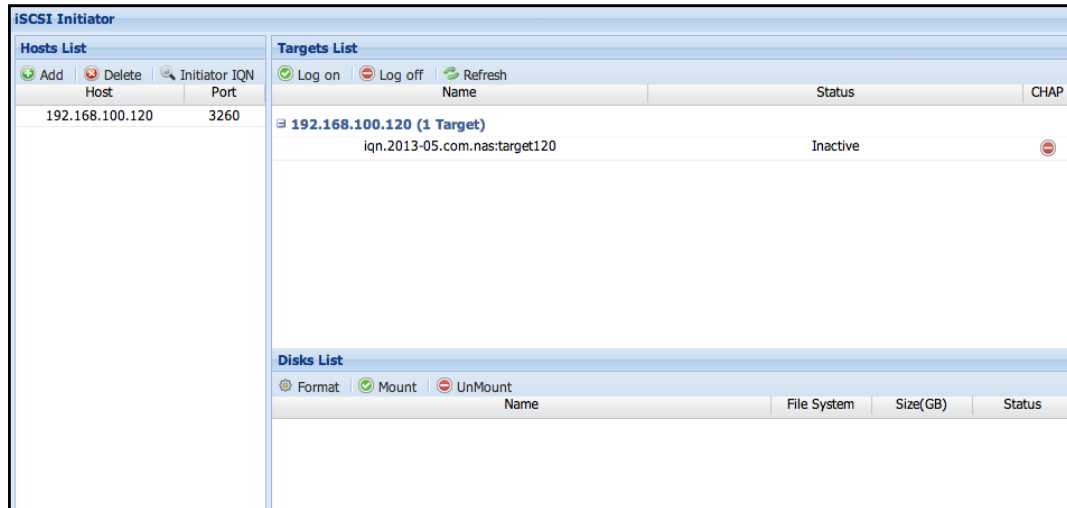 iSCSI Initiator
Hosts List
Add Delete Initiator IQN
Host Port
192.168.100.120 3260
Targets List
Log on Log off Refresh
Name Status CHAP
192.168.100.120 (1 Target)
iqn.2013-05.com.nas:target120 Inactive
Disks List
Format Mount UnMount
Name File System Size(GB) Status